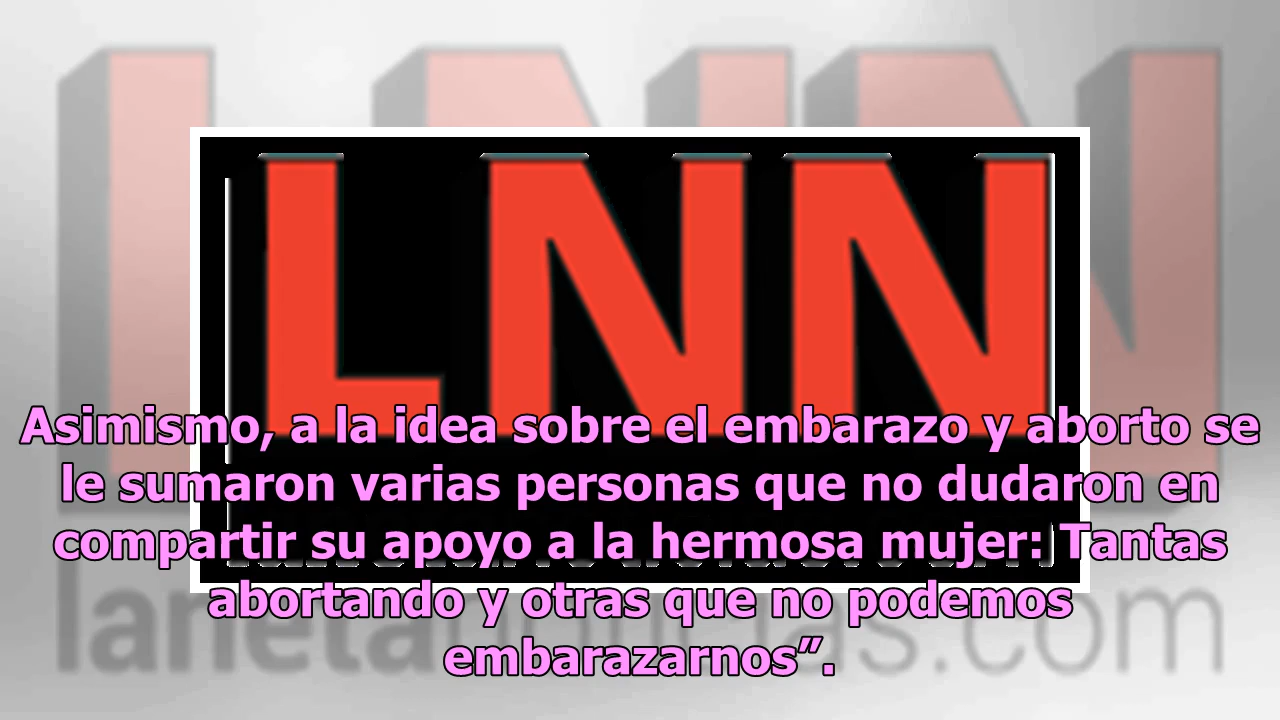 LNN
Asimismo, a la idea sobre el embarazo y aborto se
le sumaron varias personas que no dudaron en
compartir su apoyo a la hermosa mujer: Tantas
abortando y otras que no podemos
embarazarnos”.